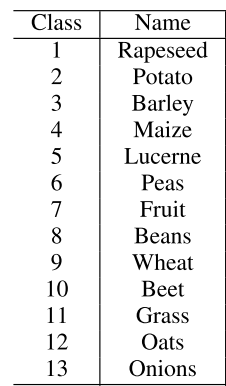 Class Name
1 Rapeseed
2 Potato
3 Barley
4 Maize
5 Lucerne
6 Peas
7 Fruit
8 Beans
9 Wheat
10 Beet
11 Grass
12 Oats
13 Onions